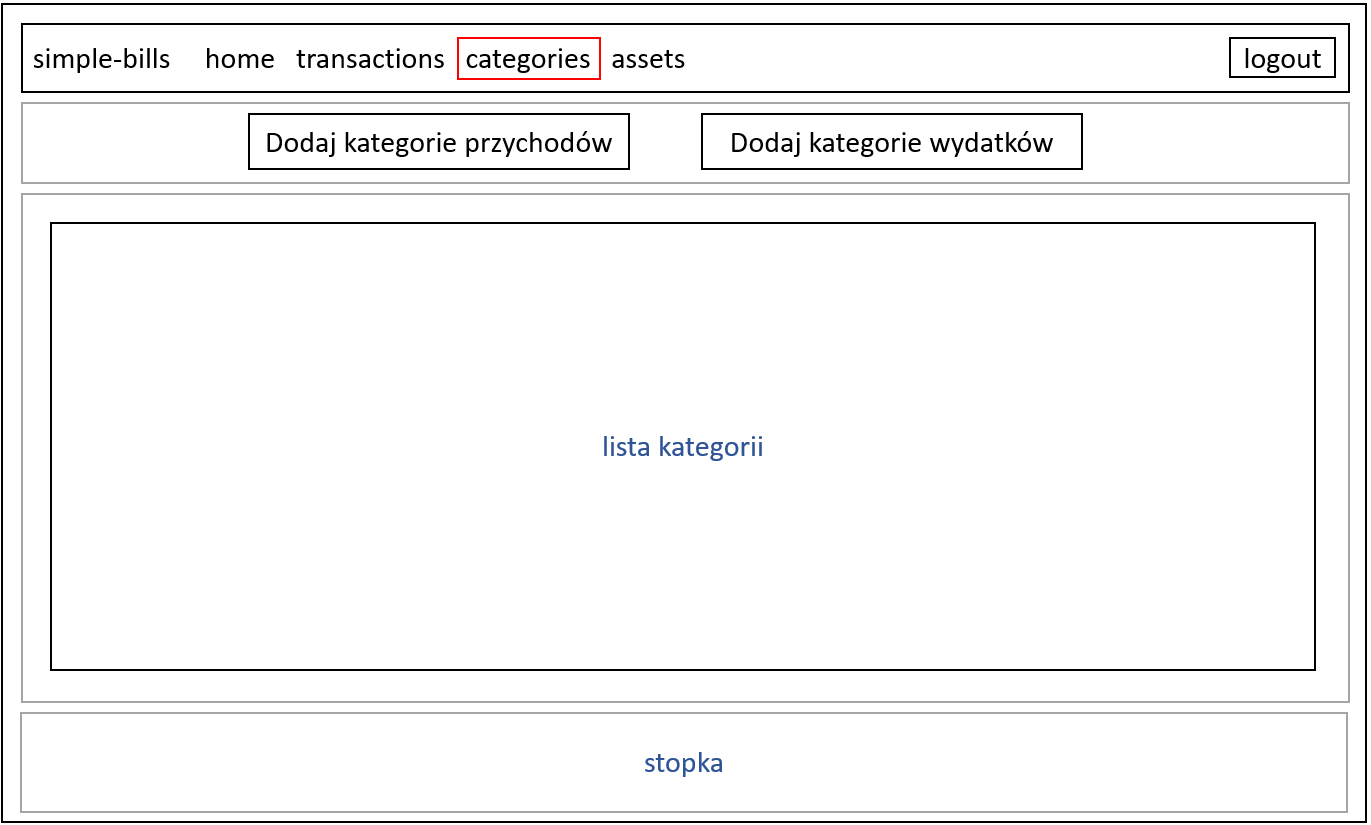 simple-bills home transactions categories assets logout
Dodaj kategorie przychodów Dodaj kategorie wydatków
lista kategorii
stopka